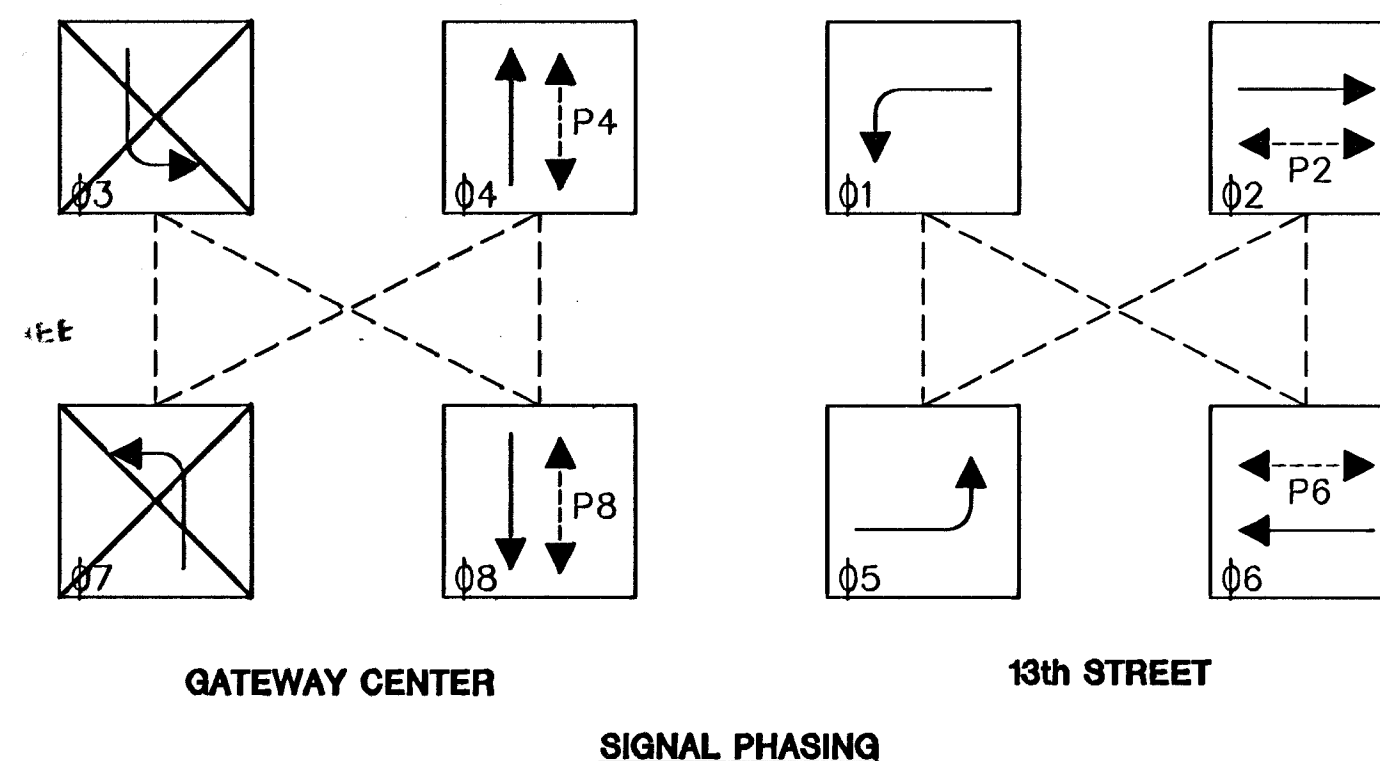 ϕ3
P4
ϕ4
ϕ1
P2
ϕ2
ϕ7
P8
ϕ8
ϕ5
P6
ϕ6
GATEWAY CENTER
13th STREET
SIGNAL PHASING